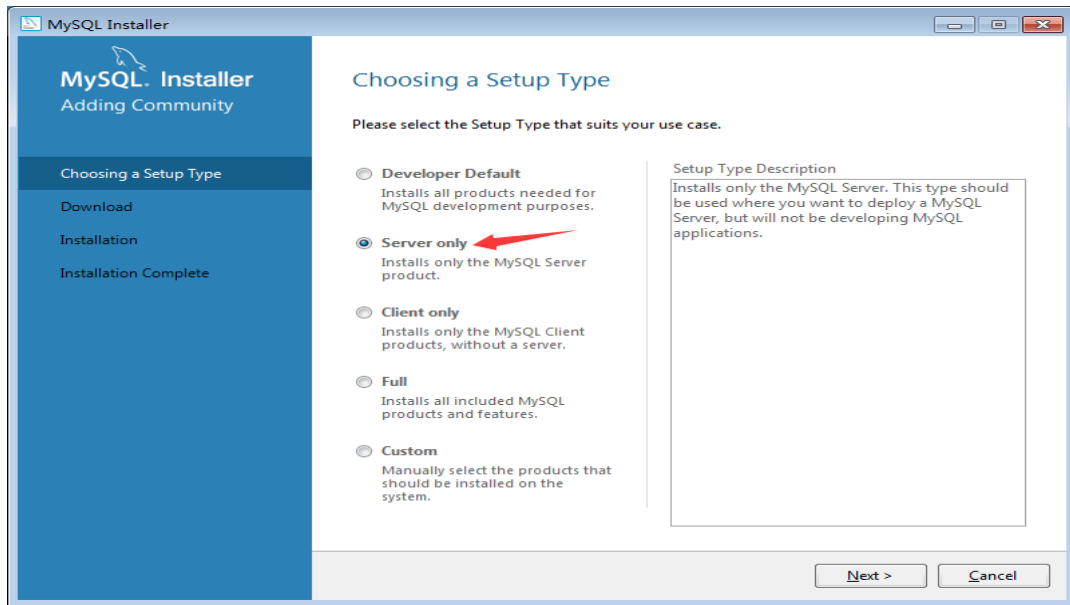 MySQL Installer
MySQL. Installer
Adding Community
Choosing a Setup Type
Download
Installation
Installation Complete
Choosing a Setup Type
Please select the Setup Type that suits your use case.
Developer Default
Installs all products needed for
MySQL development purposes.
Server only
Installs only the MySQL Server
product.
Client only
Installs only the MySQL Client
products, without a server.
Full
Installs all included MySQL
products and features.
Custom
Manually select the products that
should be installed on the
system.
Setup Type Description
Installs only the MySQL Server. This type should
be used where you want to deploy a MySQL
Server, but will not be developing MySQL
applications.
Next >
Cancel